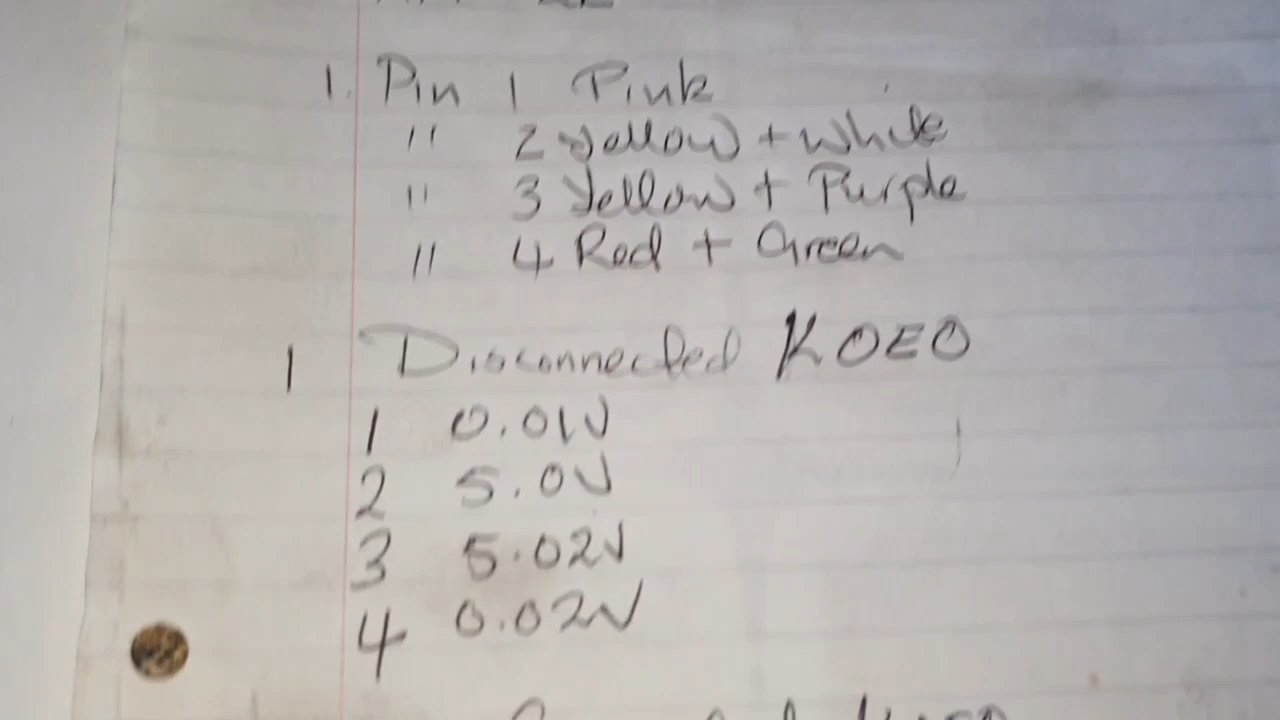 1. Pin 1 Pink
" 2 Yellow + White
" 3 Yellow + Purple
" 4 Red + Green
1 Disconnected KOEO
1 0.01V
2 5.0V
3 5.02V
4 0.02V